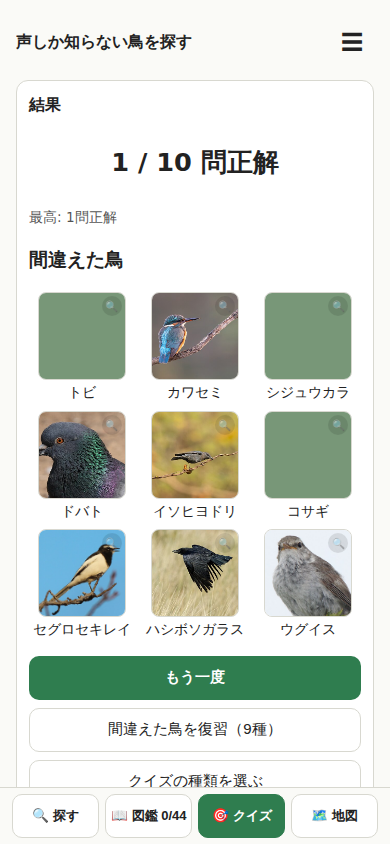 声しか知らない鳥を探す
結果
1 / 10 問正解
最高: 1問正解
間違えた鳥
トビ
カワセミ
シジュウカラ
ドバト
イソヒヨドリ
コサギ
セグロセキレイ
ハシボソガラス
ウグイス
もう一度
間違えた鳥を復習（9種）
クイズの種類を選ぶ
探す
図鑑 0/44
クイズ
地図